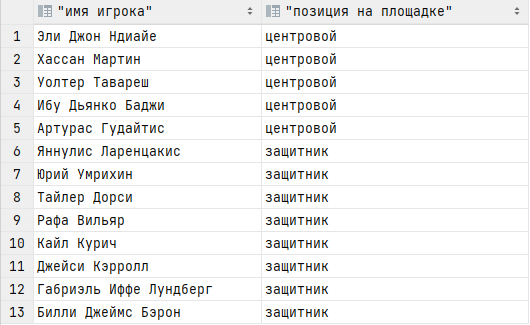 "имя игрока" "позиция на площадке"
1 Эли Джон Ндиайе центровой
2 Хассан Мартин центровой
3 Уолтер Тавареш центровой
4 Ибу Дьянко Баджи центровой
5 Артурас Гудайтис центровой
6 Яннулис Ларенцакис защитник
7 Юрий Умрихин защитник
8 Тайлер Дорси защитник
9 Рафа Вильяр защитник
10 Кайл Курич защитник
11 Джейси Кэрролл защитник
12 Габриэль Иффе Лундберг защитник
13 Билли Джеймс Бэрон защитник